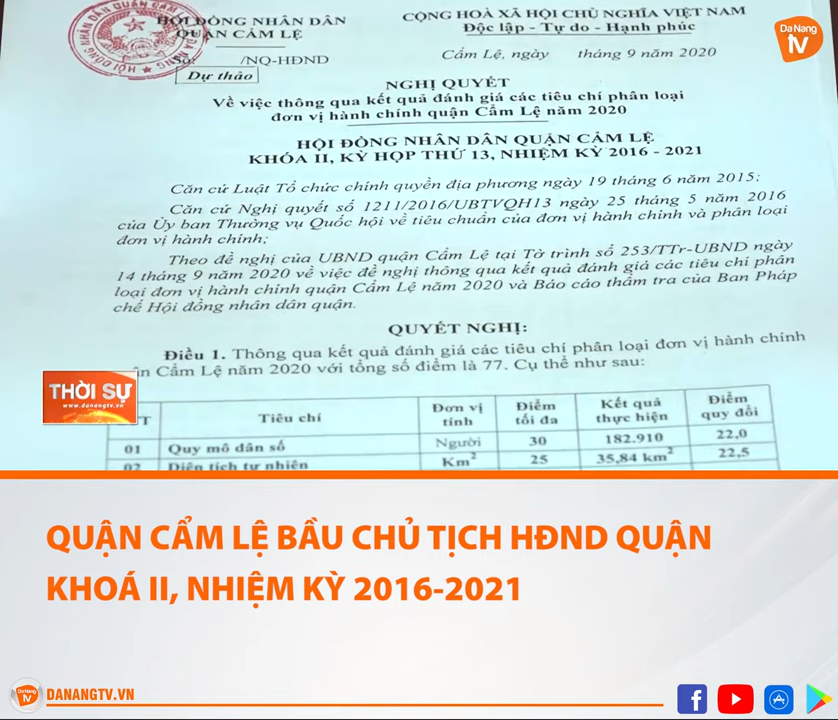 HỘI ĐỒNG NHÂN DÂN
QUẬN CẨM LỆ
CỘNG HOÀ XÃ HỘI CHỦ NGHĨA VIỆT NAM
Độc lập - Tự do - Hạnh phúc
Số: /NQ-HĐND
Cẩm Lệ, ngày tháng 9 năm 2020
Dự thảo
NGHỊ QUYẾT
Về việc thông qua kết quả đánh giá các tiêu chí phân loại
đơn vị hành chính quận Cẩm Lệ năm 2020
HỘI ĐỒNG NHÂN DÂN QUẬN CẨM LỆ
KHÓA II, KỲ HỌP THỨ 13, NHIỆM KỲ 2016 - 2021
Căn cứ Luật Tổ chức chính quyền địa phương ngày 19 tháng 6 năm 2015;
Căn cứ Nghị quyết số 1211/2016/UBTVQH13 ngày 25 tháng 5 năm 2016
của Ủy ban Thường vụ Quốc hội về tiêu chuẩn của đơn vị hành chính và phân loại
đơn vị hành chính;
Theo đề nghị của UBND quận Cẩm Lệ tại Tờ trình số 253/TTr-UBND ngày
14 tháng 9 năm 2020 về việc đề nghị thông qua kết quả đánh giá các tiêu chí phân
loại đơn vị hành chính quận Cẩm Lệ năm 2020 và Báo cáo thẩm tra của Ban Pháp
chế Hội đồng nhân dân quận.
QUYẾT NGHỊ:
Điều 1. Thông qua kết quả đánh giá các tiêu chí phân loại đơn vị hành chính
Cẩm Lệ năm 2020 với tổng số điểm là 77. Cụ thể như sau:
Tiêu chí Đơn vị tính Điểm tối đa Kết quả thực hiện Điểm quy đổi
01 Quy mô dân số Người 30 182.910 22,0
02 Diện tích tự nhiên Km² 25 35,84 km² 22,5
Da Nang
tv
THỜI SỰ
www.danangtv.vn
QUẬN CẨM LỆ BẦU CHỦ TỊCH HĐND QUẬN
KHOÁ II, NHIỆM KỲ 2016-2021
Da Nang
tv
DANANGTV.VN